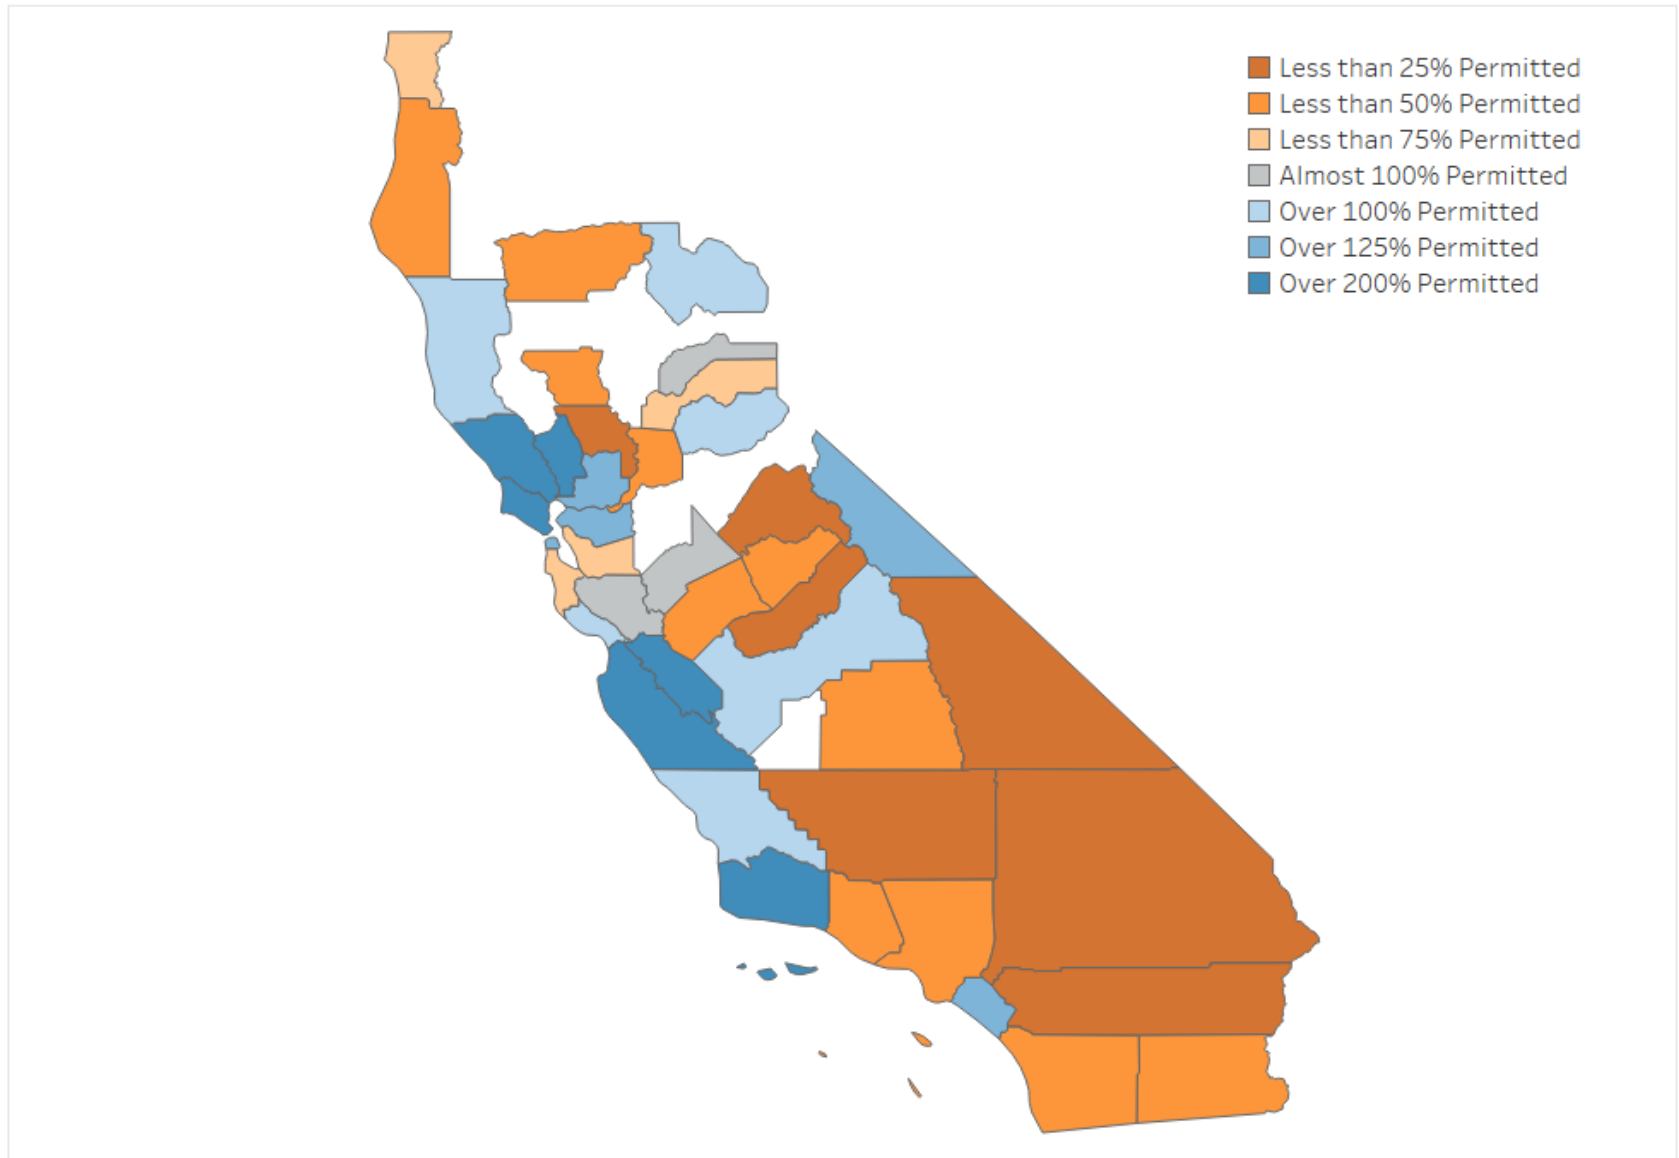 Less than 25% Permitted
Less than 50% Permitted
Less than 75% Permitted
Almost 100% Permitted
Over 100% Permitted
Over 125% Permitted
Over 200% Permitted